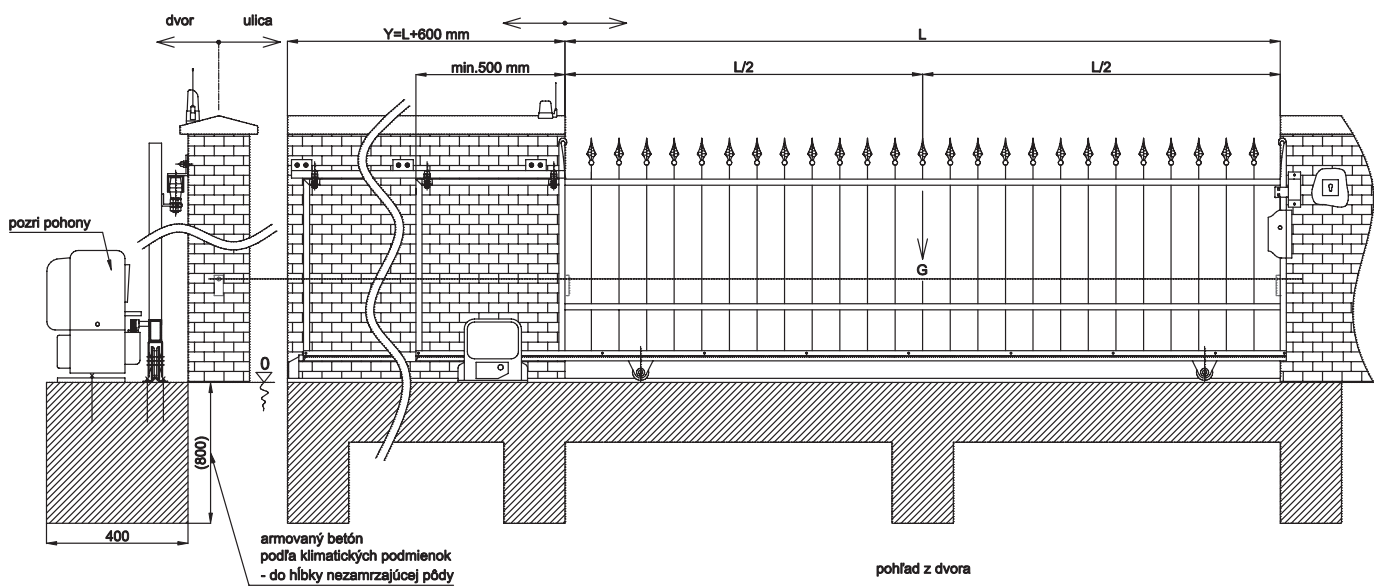 dvor
ulica
Y=L+600 mm
L
min.500 mm
L/2
L/2
pozri pohony
G
0
(800)
400
armovaný betón
podľa klimatických podmienok
- do hĺbky nezamrzajúcej pôdy
pohľad z dvora